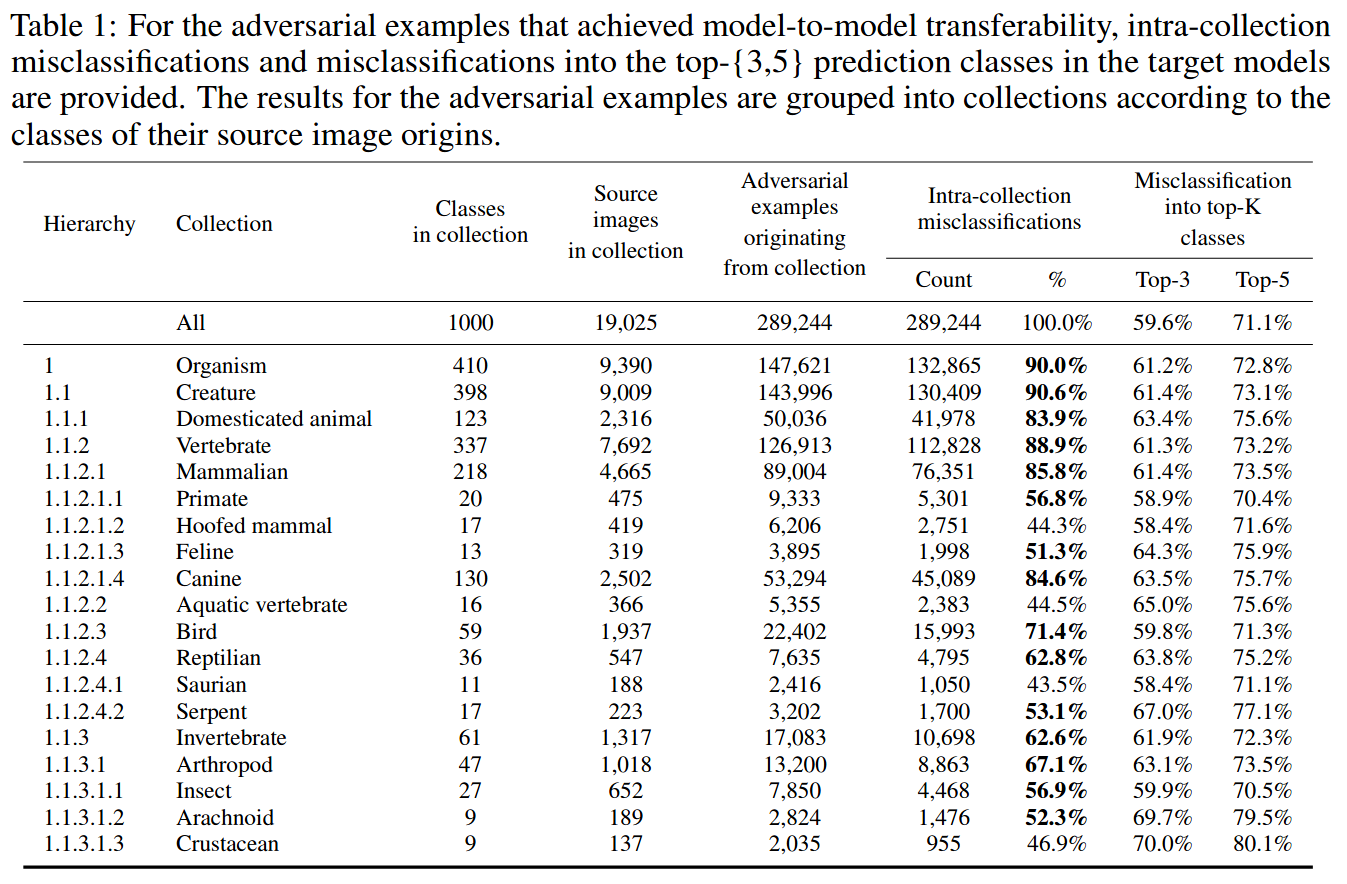 Table 1: For the adversarial examples that achieved model-to-model transferability, intra-collection
misclassifications and misclassifications into the top-{3,5} prediction classes in the target models
are provided. The results for the adversarial examples are grouped into collections according to the
classes of their source image origins.
Hierarchy Collection Classes in collection Source images in collection Adversarial examples originating from collection Intra-collection misclassifications Misclassification into top-K classes
Count % Top-3 Top-5
All 1000 19,025 289,244 289,244 100.0% 59.6% 71.1%
1 Organism 410 9,390 147,621 132,865 90.0% 61.2% 72.8%
1.1 Creature 398 9,009 143,996 130,409 90.6% 61.4% 73.1%
1.1.1 Domesticated animal 123 2,316 50,036 41,978 83.9% 63.4% 75.6%
1.1.2 Vertebrate 337 7,692 126,913 112,828 88.9% 61.3% 73.2%
1.1.2.1 Mammalian 218 4,665 89,004 76,351 85.8% 61.4% 73.5%
1.1.2.1.1 Primate 20 475 9,333 5,301 56.8% 58.9% 70.4%
1.1.2.1.2 Hoofed mammal 17 419 6,206 2,751 44.3% 58.4% 71.6%
1.1.2.1.3 Feline 13 319 3,895 1,998 51.3% 64.3% 75.9%
1.1.2.1.4 Canine 130 2,502 53,294 45,089 84.6% 63.5% 75.7%
1.1.2.2 Aquatic vertebrate 16 366 5,355 2,383 44.5% 65.0% 75.6%
1.1.2.3 Bird 59 1,937 22,402 15,993 71.4% 59.8% 71.3%
1.1.2.4 Reptilian 36 547 7,635 4,795 62.8% 63.8% 75.2%
1.1.2.4.1 Saurian 11 188 2,416 1,050 43.5% 58.4% 71.1%
1.1.2.4.2 Serpent 17 223 3,202 1,700 53.1% 67.0% 77.1%
1.1.3 Invertebrate 61 1,317 17,083 10,698 62.6% 61.9% 72.3%
1.1.3.1 Arthropod 47 1,018 13,200 8,863 67.1% 63.1% 73.5%
1.1.3.1.1 Insect 27 652 7,850 4,468 56.9% 59.9% 70.5%
1.1.3.1.2 Arachnoid 9 189 2,824 1,476 52.3% 69.7% 79.5%
1.1.3.1.3 Crustacean 9 137 2,035 955 46.9% 70.0% 80.1%